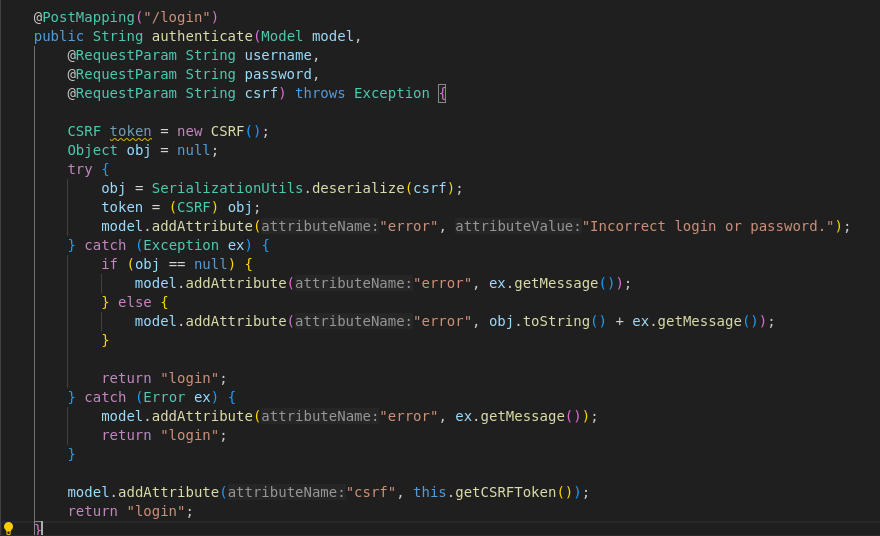 @PostMapping("/login")
public String authenticate(Model model,
    @RequestParam String username,
    @RequestParam String password,
    @RequestParam String csrf) throws Exception {

    CSRF token = new CSRF();
    Object obj = null;
    try {
        obj = SerializationUtils.deserialize(csrf);
        token = (CSRF) obj;
        model.addAttribute(attributeName:"error", attributeValue:"Incorrect login or password.");
    } catch (Exception ex) {
        if (obj == null) {
            model.addAttribute(attributeName:"error", ex.getMessage());
        } else {
            model.addAttribute(attributeName:"error", obj.toString() + ex.getMessage());
        }

        return "login";
    } catch (Error ex) {
        model.addAttribute(attributeName:"error", ex.getMessage());
        return "login";
    }

    model.addAttribute(attributeName:"csrf", this.getCSRFToken());
    return "login";
}